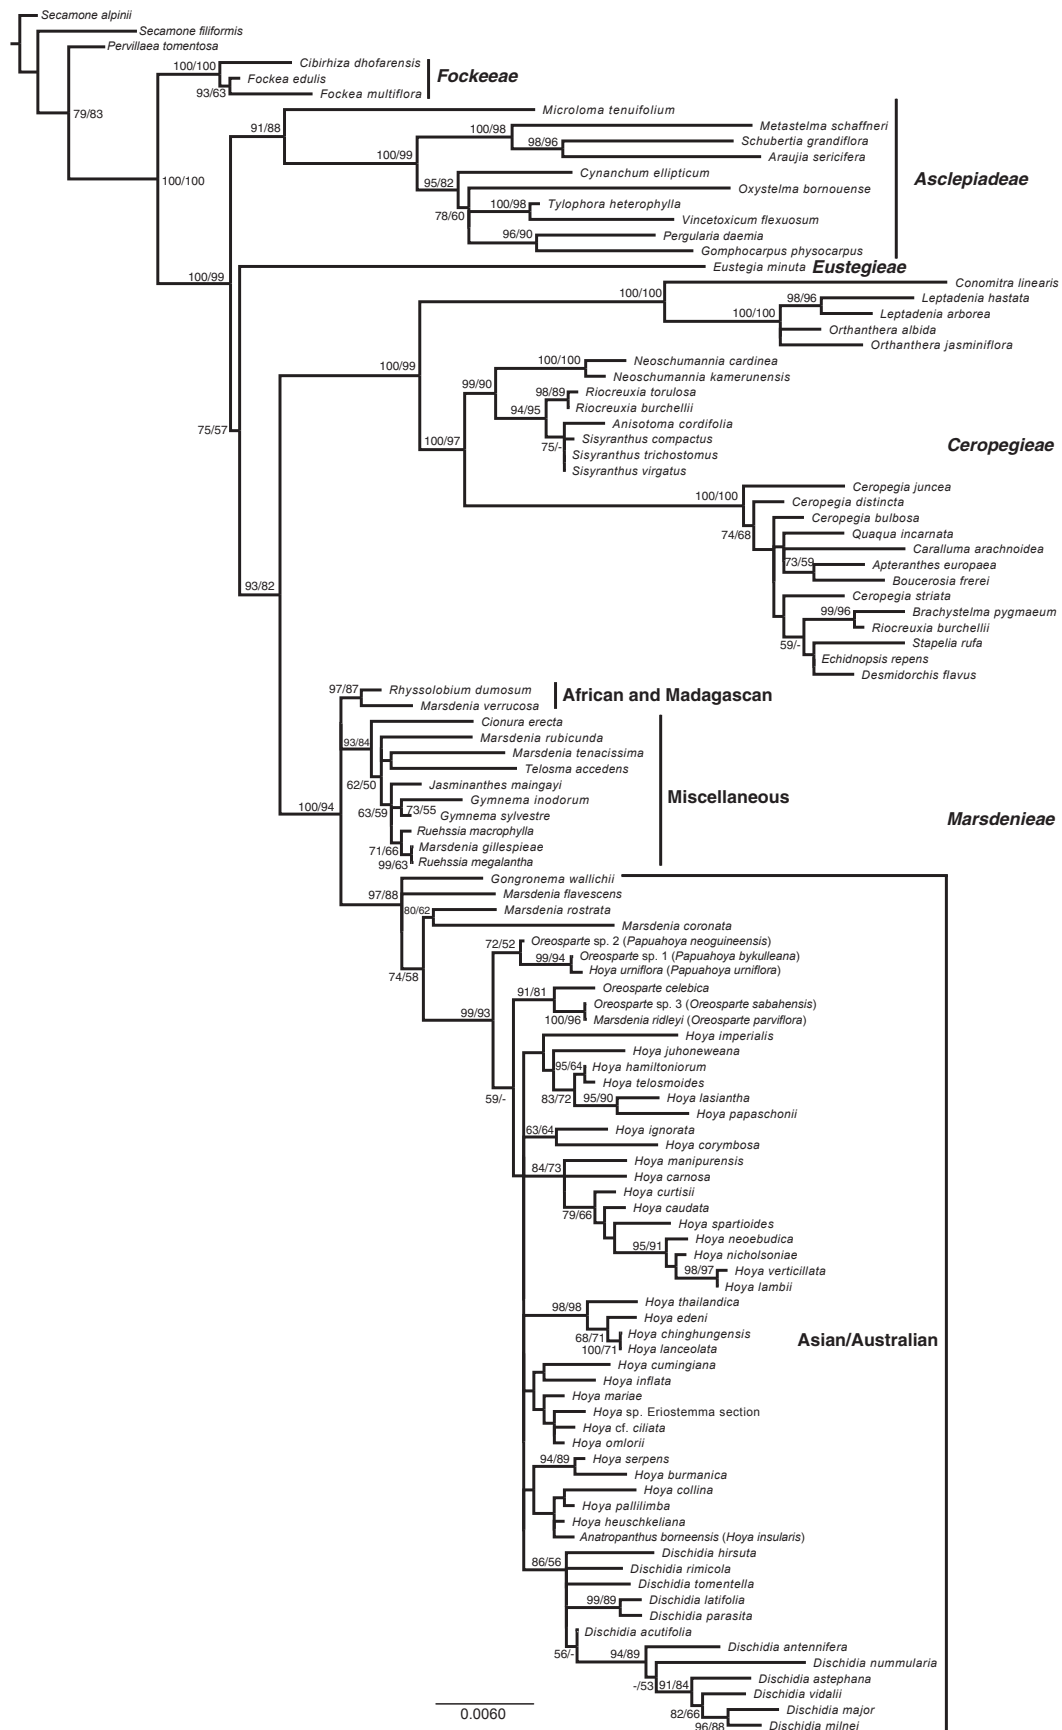 Secamone alpinii
Secamone filiformis
Pervillaea tomentosa
79/83
100/100
Cibirhiza dhofarensis
Fockea edulis
93/63
Fockea multiflora
Fockeeae
100/100
Microloma tenuifolium
91/88
Metastelma schaffneri
100/98
98/96
Schubertia grandiflora
Araujia sericifera
100/99
Cynanchum ellipticum
95/82
Oxystelma bornouense
100/98
Tylophora heterophylla
78/60
Vincetoxicum flexuosum
96/90
Pergularia daemia
Gomphocarpus physocarpus
Asclepiadeae
100/99
Eustegia minuta
Eustegieae
Conomitra linearis
100/100
98/96
Leptadenia hastata
100/100
Leptadenia arborea
Orthanthera albida
Orthanthera jasminiflora
100/99
100/100
Neoschumannia cardinea
99/90
Neoschumannia kamerunensis
98/89
Riocreuxia torulosa
94/95
Riocreuxia burchellii
Anisotoma cordifolia
75/-
Sisyranthus compactus
Sisyranthus trichostomus
Sisyranthus virgatus
75/57
100/97
Ceropegieae
100/100
Ceropegia juncea
Ceropegia distincta
74/68
Ceropegia bulbosa
Quaqua incarnata
Caralluma arachnoidea
73/59
Apteranthes europaea
Boucerosia frerei
Ceropegia striata
99/96
Brachystelma pygmaeum
Riocreuxia burchellii
59/-
Stapelia rufa
Echidnopsis repens
Desmidorchis flavus
93/82
97/87
Rhyssolobium dumosum
Marsdenia verrucosa
African and Madagascan
Cionura erecta
93/84
Marsdenia rubicunda
Marsdenia tenacissima
Telosma accedens
62/50
Jasminanthes maingayi
Gymnema inodorum
73/55
63/59
Gymnema sylvestre
Ruehssia macrophylla
71/66
Marsdenia gillespieae
99/63
Ruehssia megalantha
Miscellaneous
100/94
Marsdenieae
Gongronema wallichii
97/88
Marsdenia flavescens
80/62
Marsdenia rostrata
Marsdenia coronata
74/58
72/52
Oreosparte sp. 2 (Papuahoya neoguineensis)
99/94
Oreosparte sp. 1 (Papuahoya bykulleana)
Hoya urniflora (Papuahoya urniflora)
91/81
Oreosparte celebica
Oreosparte sp. 3 (Oreosparte sabahensis)
100/96
Marsdenia ridleyi (Oreosparte parviflora)
99/93
Hoya imperialis
Hoya juhoneweana
95/64
Hoya hamiltoniorum
Hoya telosmoides
83/72
95/90
Hoya lasiantha
59/-
Hoya papaschonii
63/64
Hoya ignorata
Hoya corymbosa
Hoya manipurensis
84/73
Hoya carnosa
Hoya curtisii
79/66
Hoya caudata
Hoya spartioides
95/91
Hoya neoebudica
Hoya nicholsoniae
98/97
Hoya verticillata
Hoya lambii
98/98
Hoya thailandica
Hoya edeni
68/71
Hoya chinghungensis
100/71
Hoya lanceolata
Asian/Australian
Hoya cumingiana
Hoya inflata
Hoya mariae
Hoya sp. Eriostemma section
Hoya cf. ciliata
Hoya omlorii
94/89
Hoya serpens
Hoya burmanica
Hoya collina
Hoya pallilimba
Hoya heuschkeliana
Anatropanthus borneensis (Hoya insularis)
86/56
Dischidia hirsuta
Dischidia rimicola
Dischidia tomentella
99/89
Dischidia latifolia
Dischidia parasita
Dischidia acutifolia
56/-
94/89
Dischidia antennifera
Dischidia nummularia
-/53
91/84
Dischidia astephana
Dischidia vidalii
82/66
Dischidia major
96/88
Dischidia milnei
0.0060